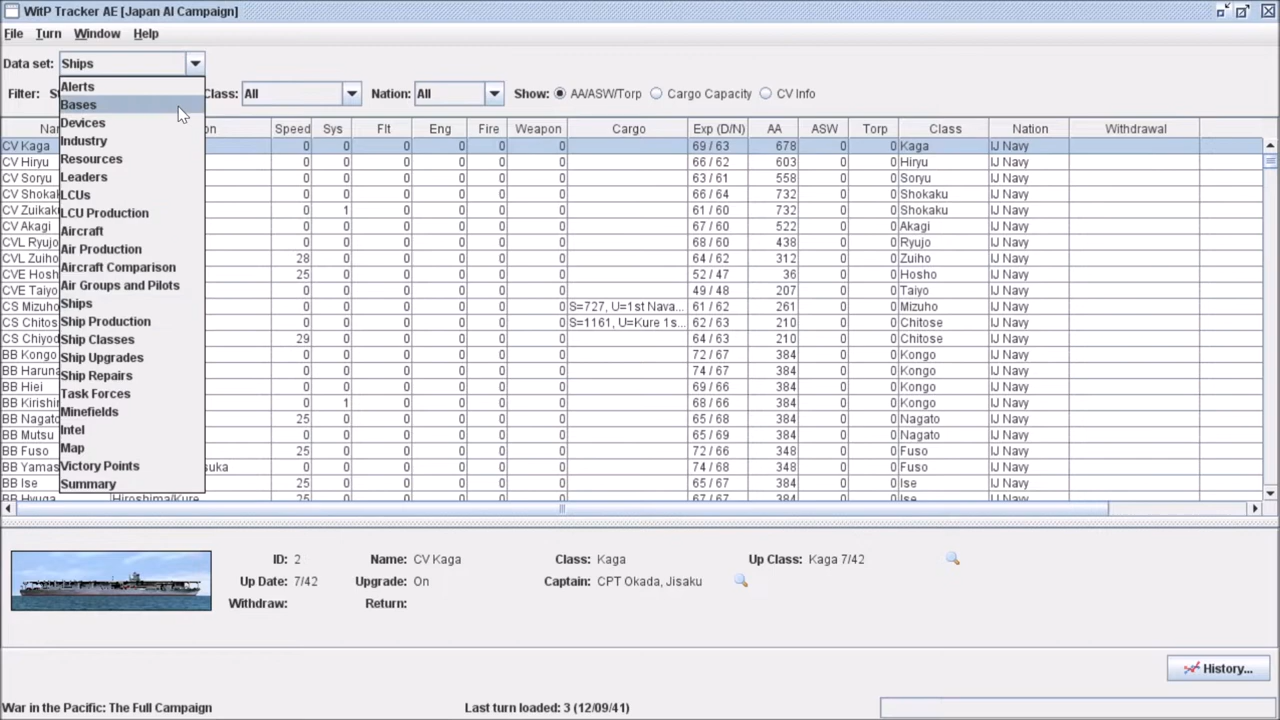 WitP Tracker AE [Japan AI Campaign]
File Turn Window Help
Data set: Ships
Filter: Class: All Nation: All Show: AA/ASW/Torp Cargo Capacity CV Info
Alerts
Bases
Devices
Industry
Resources
Leaders
LCUs
LCU Production
Aircraft
Air Production
Aircraft Comparison
Air Groups and Pilots
Ships
Ship Production
Ship Classes
Ship Upgrades
Ship Repairs
Task Forces
Minefields
Intel
Map
Victory Points
Summary
Speed Sys Flt Eng Fire Weapon Cargo Exp (D/N) AA ASW Torp Class Nation Withdrawal
CV Kaga 0 0 0 0 0 0 69 / 63 678 0 0 Kaga IJ Navy
CV Hiryu 0 0 0 0 0 0 66 / 62 603 0 0 Hiryu IJ Navy
CV Soryu 0 0 0 0 0 0 63 / 61 558 0 0 Soryu IJ Navy
CV Shokak 0 0 0 0 0 0 66 / 64 732 0 0 Shokaku IJ Navy
CV Zuikak 0 1 0 0 0 0 61 / 60 732 0 0 Shokaku IJ Navy
CV Akagi 0 0 0 0 0 0 67 / 60 522 0 0 Akagi IJ Navy
CVL Ryujo 0 0 0 0 0 0 68 / 60 438 0 0 Ryujo IJ Navy
CVL Zuiho 28 0 0 0 0 0 64 / 62 312 0 0 Zuiho IJ Navy
CVE Hosh 25 0 0 0 0 0 52 / 47 36 0 0 Hosho IJ Navy
CVE Taiyo 0 0 0 0 0 0 49 / 48 207 0 0 Taiyo IJ Navy
CS Mizuho 0 0 0 0 0 0 S=727, U=1st Nava... 61 / 62 261 0 0 Mizuho IJ Navy
CS Chitos 0 0 0 0 0 0 S=1161, U=Kure 1s... 62 / 63 210 0 0 Chitose IJ Navy
CS Chiyod 29 0 0 0 0 0 64 / 63 210 0 0 Chitose IJ Navy
BB Kongo 0 0 0 0 0 0 72 / 67 384 0 0 Kongo IJ Navy
BB Haruna 0 0 0 0 0 0 74 / 67 384 0 0 Kongo IJ Navy
BB Hiei 0 0 0 0 0 0 69 / 66 384 0 0 Kongo IJ Navy
BB Kirishi 0 1 0 0 0 0 68 / 66 384 0 0 Kongo IJ Navy
BB Nagato 25 0 0 0 0 0 65 / 68 384 0 0 Nagato IJ Navy
BB Mutsu 0 0 0 0 0 0 65 / 69 384 0 0 Nagato IJ Navy
BB Fuso 25 0 0 0 0 0 72 / 66 348 0 0 Fuso IJ Navy
BB Yamas suka 0 0 0 0 0 0 74 / 67 348 0 0 Fuso IJ Navy
BB Ise 25 0 0 0 0 0 65 / 67 384 0 0 Ise IJ Navy
BB Hyuga Hiroshima/Kure 25 0 0 0 0 0 67 / 67 384 0 0 Ise IJ Navy
ID: 2 Name: CV Kaga Class: Kaga Up Class: Kaga 7/42
Up Date: 7/42 Upgrade: On Captain: CPT Okada, Jisaku
Withdraw: Return:
History...
War in the Pacific: The Full Campaign Last turn loaded: 3 (12/09/41)